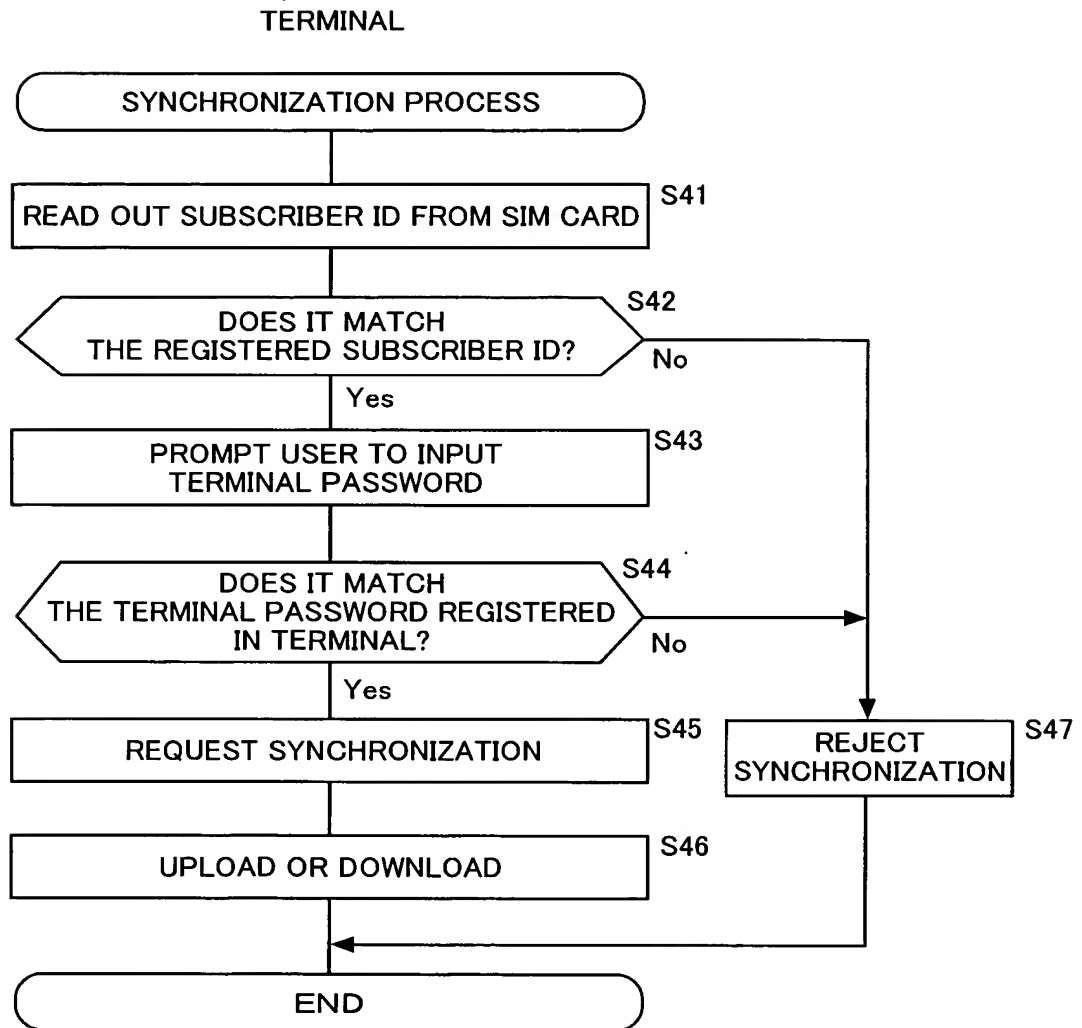 TERMINAL
SYNCHRONIZATION PROCESS
S41
READ OUT SUBSCRIBER ID FROM SIM CARD
S42
DOES IT MATCH
THE REGISTERED SUBSCRIBER ID?
No
Yes
S43
PROMPT USER TO INPUT
TERMINAL PASSWORD
S44
DOES IT MATCH
THE TERMINAL PASSWORD REGISTERED
IN TERMINAL?
No
Yes
S45
REQUEST SYNCHRONIZATION
S47
REJECT
SYNCHRONIZATION
S46
UPLOAD OR DOWNLOAD
END